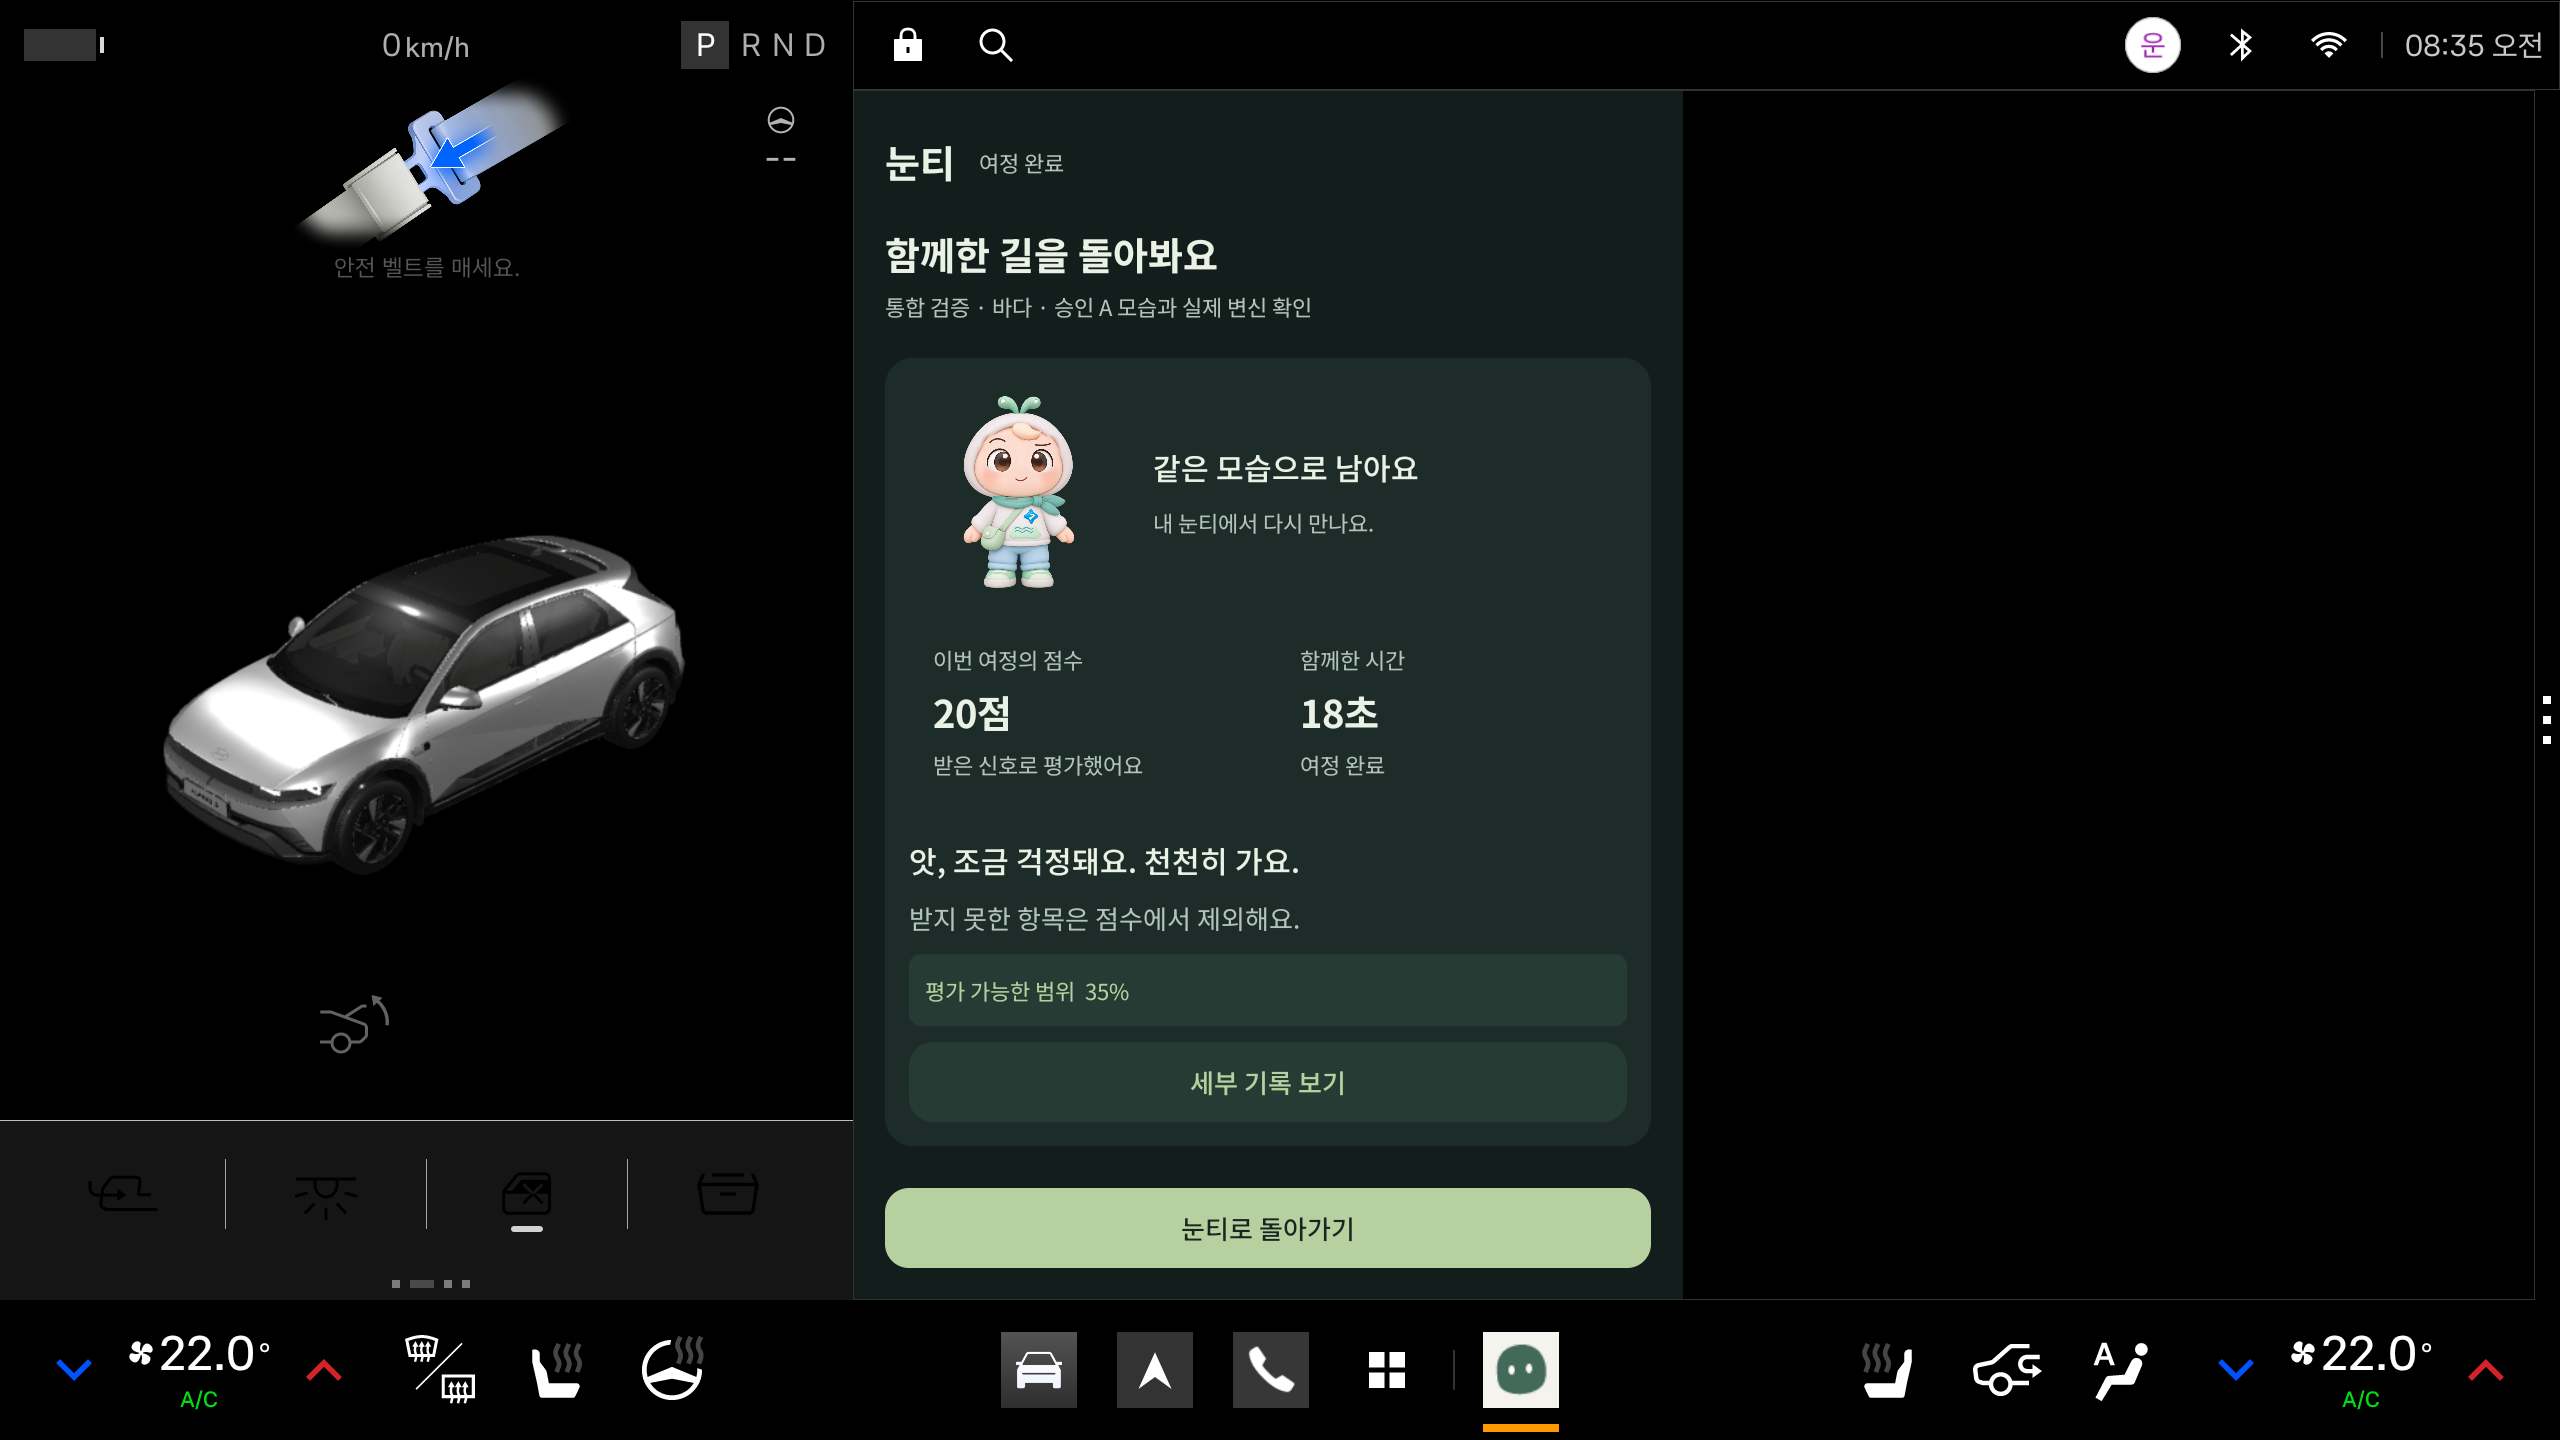 0 km/h
P R N D
운
08:35 오전
--
안전 벨트를 매세요.
눈티 여정 완료
함께한 길을 돌아봐요
통합 검증 · 바다 · 승인 A 모습과 실제 변신 확인
같은 모습으로 남아요
내 눈티에서 다시 만나요.
이번 여정의 점수
20점
받은 신호로 평가했어요
함께한 시간
18초
여정 완료
앗, 조금 걱정돼요. 천천히 가요.
받지 못한 항목은 점수에서 제외해요.
평가 가능한 범위 35%
세부 기록 보기
눈티로 돌아가기
22.0°
A/C
A
22.0°
A/C